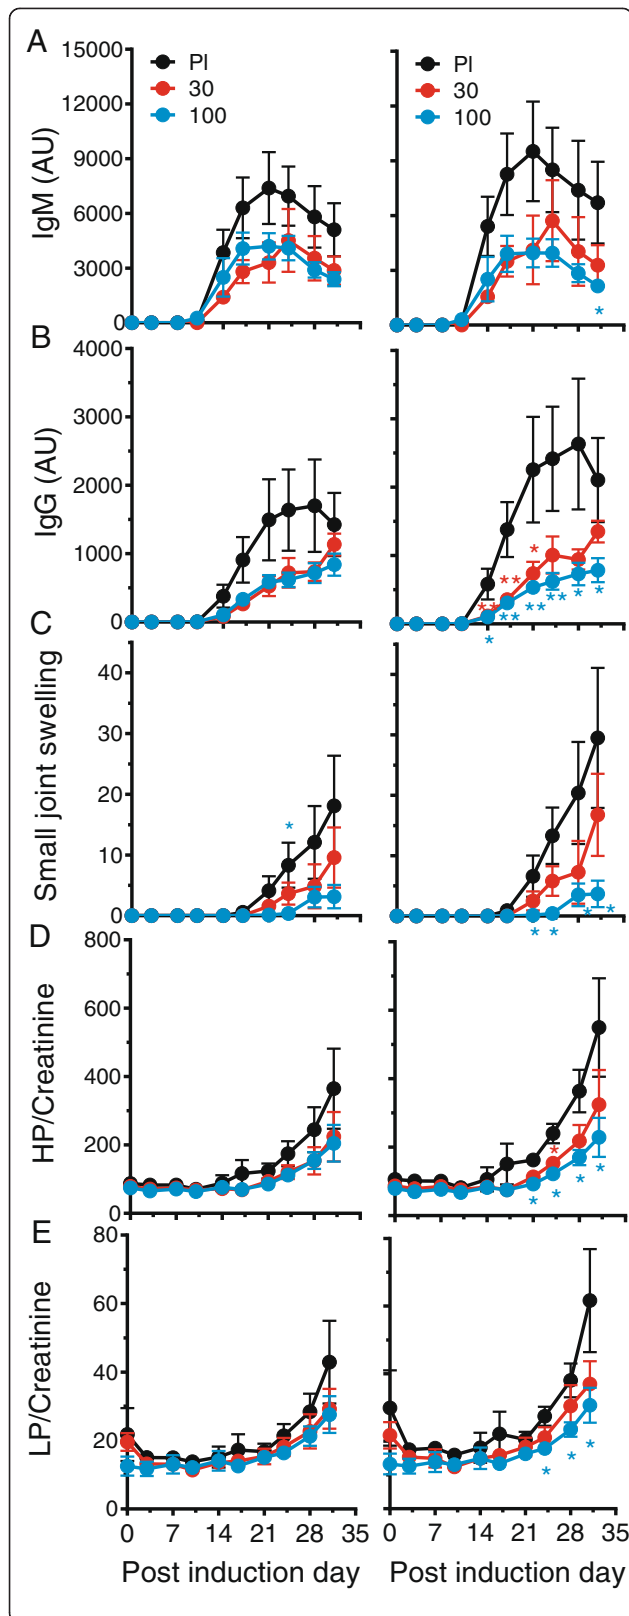 A
PI
30
100
PI
30
100
IgM (AU)
15000
12000
9000
6000
3000
0
*
B
IgG (AU)
4000
3000
2000
1000
0
** ** *
* ** ** ** * *
C
Small joint swelling
40
30
20
10
0
*
* * * *
D
HP/Creatinine
800
600
400
200
0
*
* * * *
E
LP/Creatinine
80
60
40
20
0
* * *
0 7 14 21 28 35
0 7 14 21 28 35
Post induction day
Post induction day